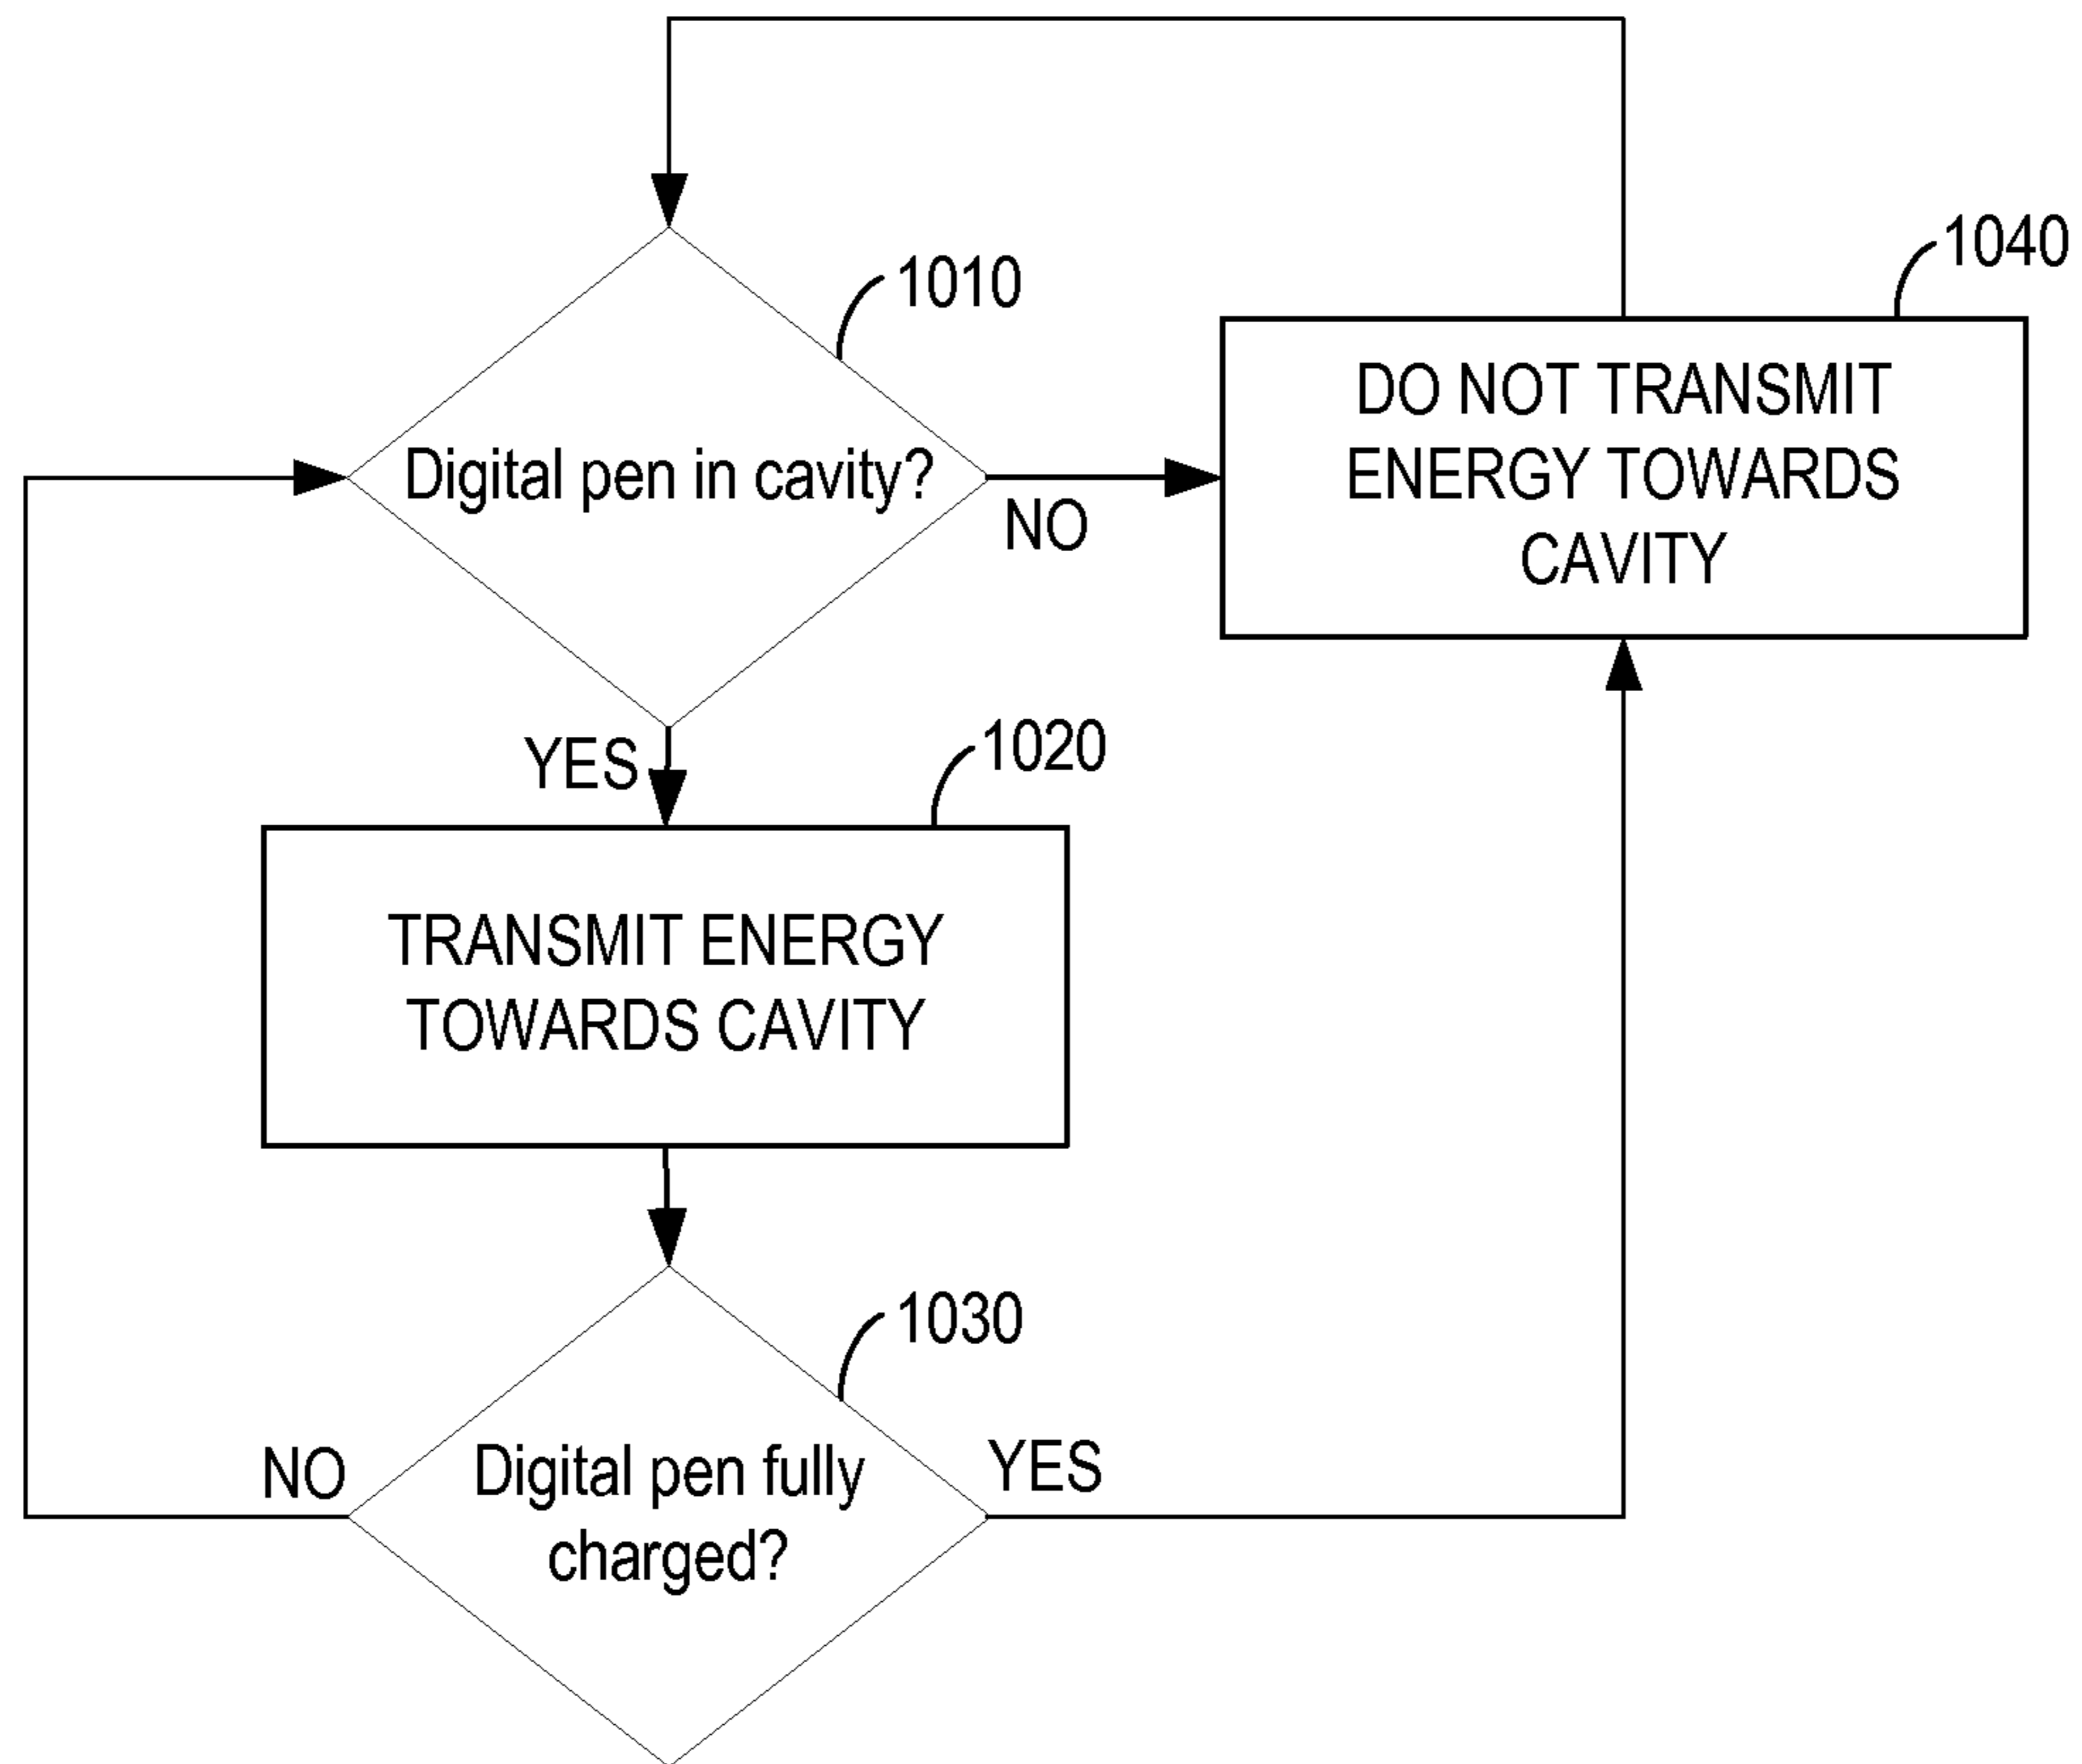 1010
Digital pen in cavity?
NO
1040
DO NOT TRANSMIT
ENERGY TOWARDS
CAVITY
YES
1020
TRANSMIT ENERGY
TOWARDS CAVITY
1030
Digital pen fully
charged?
NO
YES